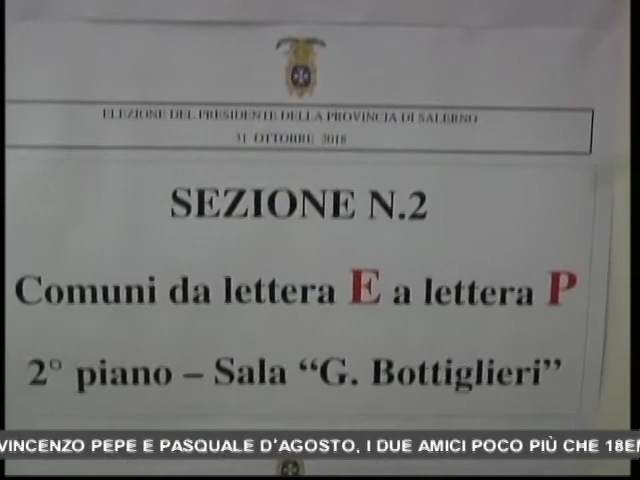 ELEZIONE DEL PRESIDENTE DELLA PROVINCIA DI SALERNO
31 OTTOBRE 2018
SEZIONE N.2
Comuni da lettera E a lettera P
2° piano – Sala “G. Bottiglieri”
VINCENZO PEPE E PASQUALE D'AGOSTO, I DUE AMICI POCO PIÙ CHE 18EN